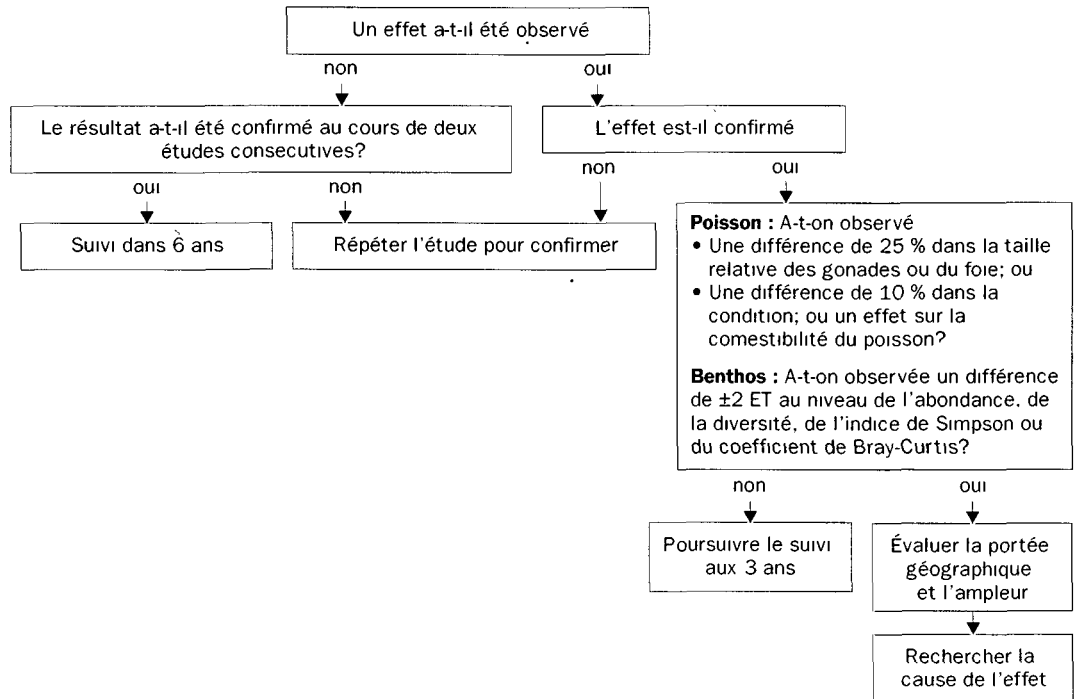 Un effet a-t-il été observé
non
oui
Le résultat a-t-il été confirmé au cours de deux
études consecutives?
L'effet est-il confirmé
oui
non
non
oui
Suivi dans 6 ans
Répéter l'étude pour confirmer
Poisson : A-t-on observé
• Une différence de 25 % dans la taille
relative des gonades ou du foie; ou
• Une différence de 10 % dans la
condition; ou un effet sur la
comestibilité du poisson?
Benthos : A-t-on observée un différence
de ±2 ET au niveau de l'abondance, de
la diversité, de l'indice de Simpson ou
du coefficient de Bray-Curtis?
non
oui
Poursuivre le suivi
aux 3 ans
Évaluer la portée
géographique
et l'ampleur
Rechercher la
cause de l'effet